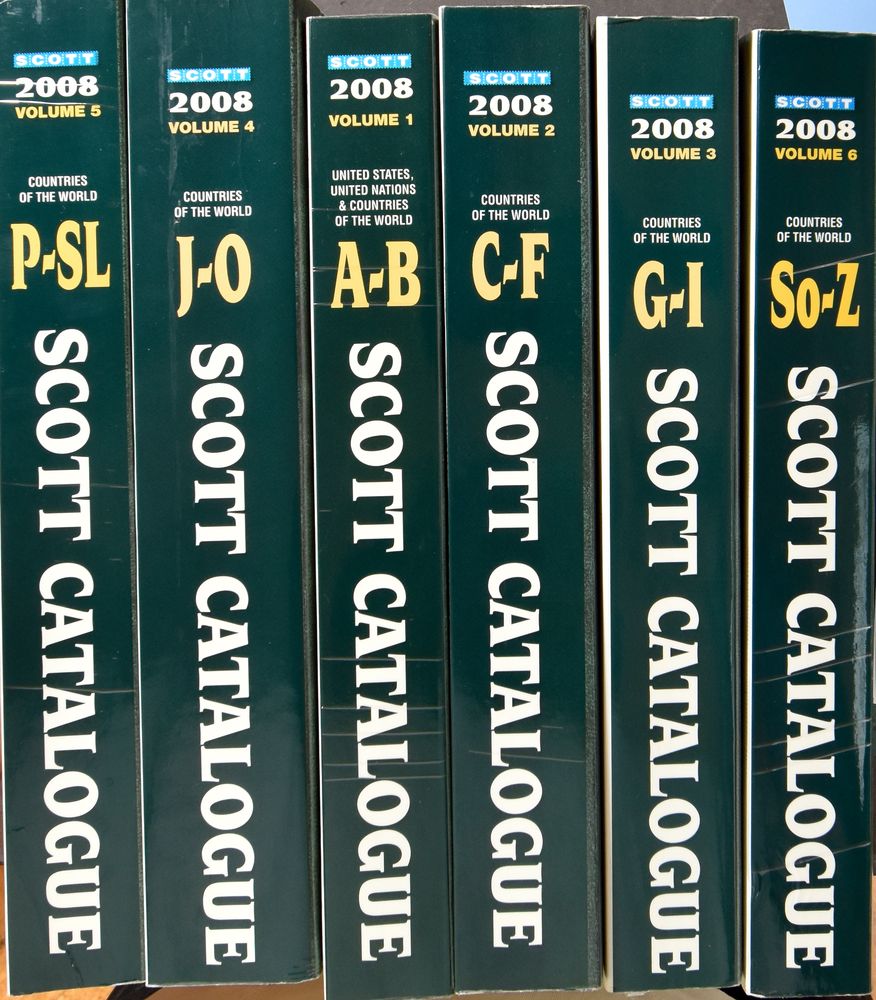 SCOTT
2008
VOLUME 5
COUNTRIES
OF THE WORLD
P-SL
SCOTT CATALOGUE
SCOTT
2008
VOLUME 4
COUNTRIES
OF THE WORLD
J-O
SCOTT CATALOGUE
SCOTT
2008
VOLUME 1
UNITED STATES,
UNITED NATIONS
& COUNTRIES
OF THE WORLD
A-B
SCOTT CATALOGUE
SCOTT
2008
VOLUME 2
COUNTRIES
OF THE WORLD
C-F
SCOTT CATALOGUE
SCOTT
2008
VOLUME 3
COUNTRIES
OF THE WORLD
G-I
SCOTT CATALOGUE
SCOTT
2008
VOLUME 6
COUNTRIES
OF THE WORLD
So-Z
SCOTT CATALOGUE